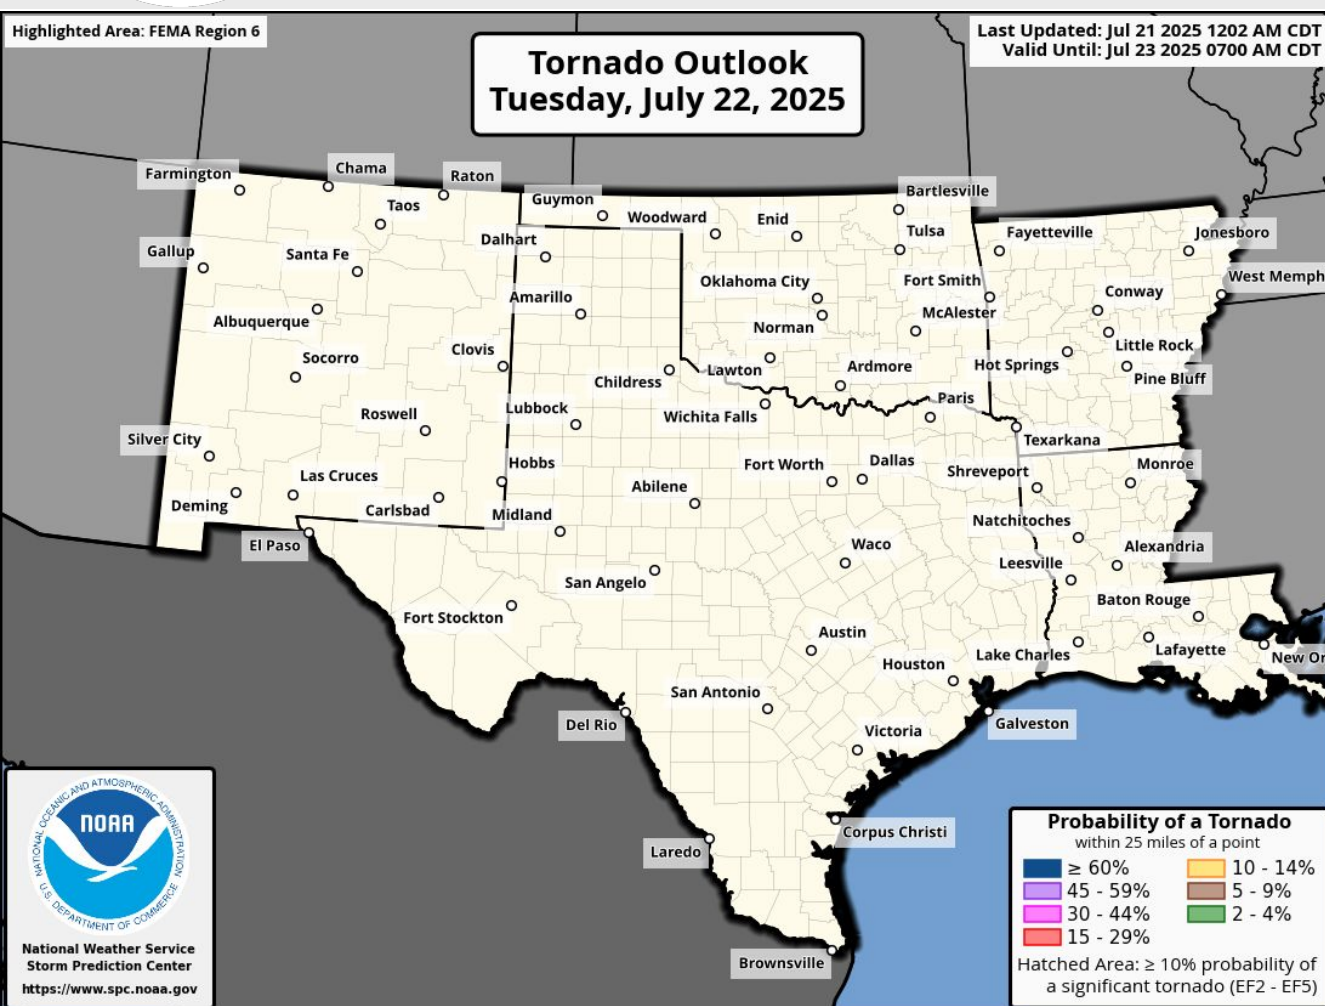 Highlighted Area: FEMA Region 6
Last Updated: Jul 21 2025 1202 AM CDT
Valid Until: Jul 23 2025 0700 AM CDT
Tornado Outlook
Tuesday, July 22, 2025
Farmington
Chama
Raton
Taos
Guymon
Woodward
Enid
Bartlesville
Tulsa
Fayetteville
Jonesboro
Gallup
Santa Fe
Dalhart
Oklahoma City
Fort Smith
Conway
West Memph
Amarillo
Albuquerque
Norman
McAlester
Little Rock
Socorro
Clovis
Childress
Lawton
Ardmore
Hot Springs
Pine Bluff
Roswell
Lubbock
Wichita Falls
Paris
Silver City
Texarkana
Las Cruces
Hobbs
Abilene
Fort Worth
Dallas
Shreveport
Monroe
Deming
Carlsbad
Midland
Natchitoches
El Paso
Waco
Alexandria
San Angelo
Leesville
Fort Stockton
Baton Rouge
Austin
Houston
Lake Charles
Lafayette
New Or
San Antonio
Del Rio
Victoria
Galveston
Corpus Christi
Laredo
Brownsville
NATIONAL OCEANIC AND ATMOSPHERIC ADMINISTRATION
NOAA
U.S. DEPARTMENT OF COMMERCE
National Weather Service
Storm Prediction Center
https://www.spc.noaa.gov
Probability of a Tornado
within 25 miles of a point
≥ 60%
10 - 14%
45 - 59%
5 - 9%
30 - 44%
2 - 4%
15 - 29%
Hatched Area: ≥ 10% probability of
a significant tornado (EF2 - EF5)